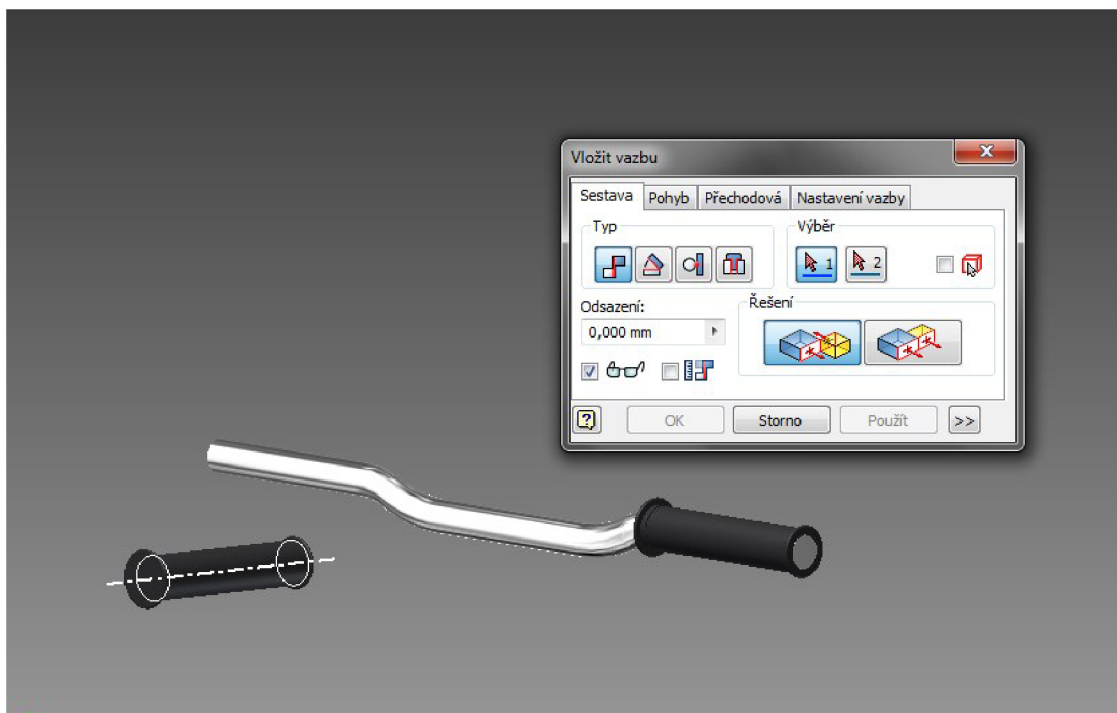 Vložit vazbu
Sestava Pohyb Přechodová Nastavení vazby
Typ Výběr
1 2
Odsazení: Řešení
0,000 mm
OK Storno Použít >>